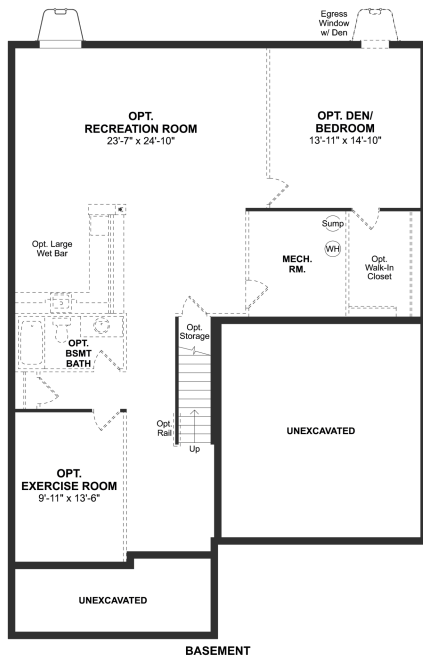 Egress
Window
w/ Den
OPT.
RECREATION ROOM
23'-7" x 24'-10"
OPT. DEN/
BEDROOM
13'-11" x 14'-10"
Opt. Large
Wet Bar
Sump
WH
MECH.
RM.
Opt.
Walk-In
Closet
S
Opt.
Storage
OPT.
BSMT
BATH
Opt.
Rail
Up
UNEXCAVATED
OPT.
EXERCISE ROOM
9'-11" x 13'-6"
UNEXCAVATED
BASEMENT